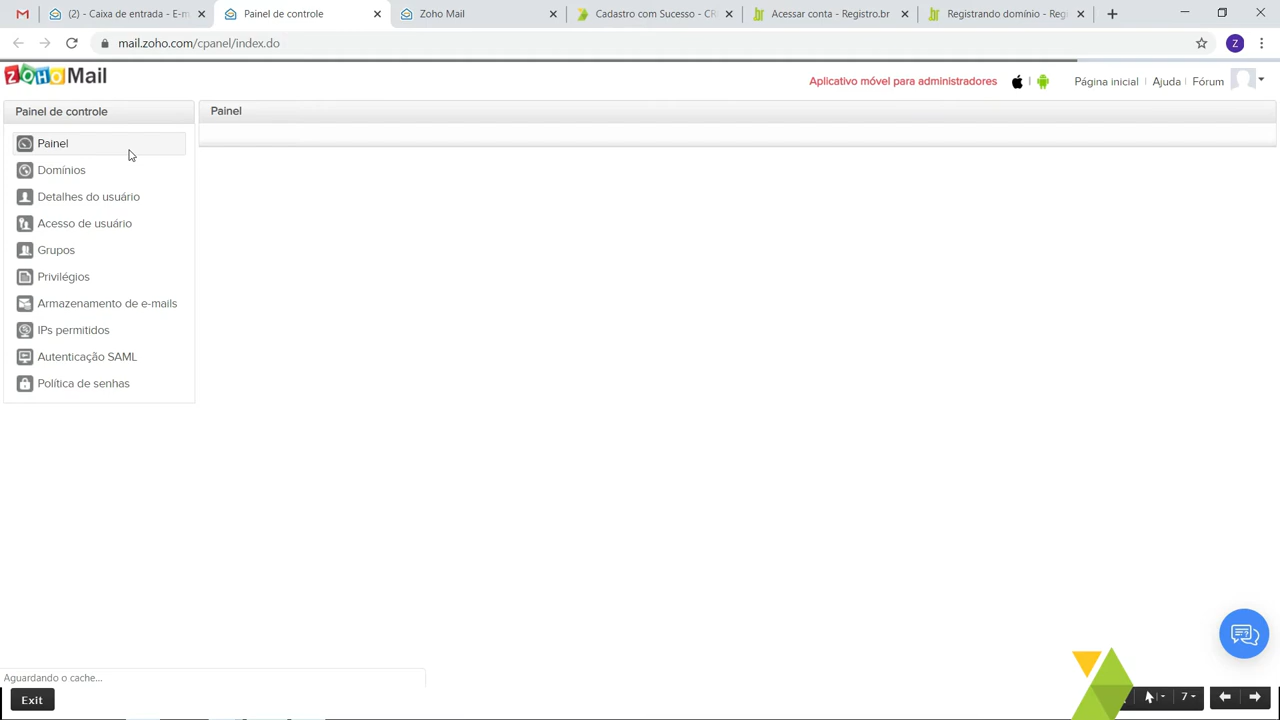 (2) - Caixa de entrada - E-m
Painel de controle
Zoho Mail
Cadastro com Sucesso - CR
Acessar conta - Registro.br
Registrando domínio - Regi
mail.zoho.com/cpanel/index.do
Z
ZOHO Mail
Aplicativo móvel para administradores
Página inicial
Ajuda
Fórum
Painel de controle
Painel
Painel
Domínios
Detalhes do usuário
Acesso de usuário
Grupos
Privilégios
Armazenamento de e-mails
IPs permitidos
Autenticação SAML
Política de senhas
Aguardando o cache...
Exit
7